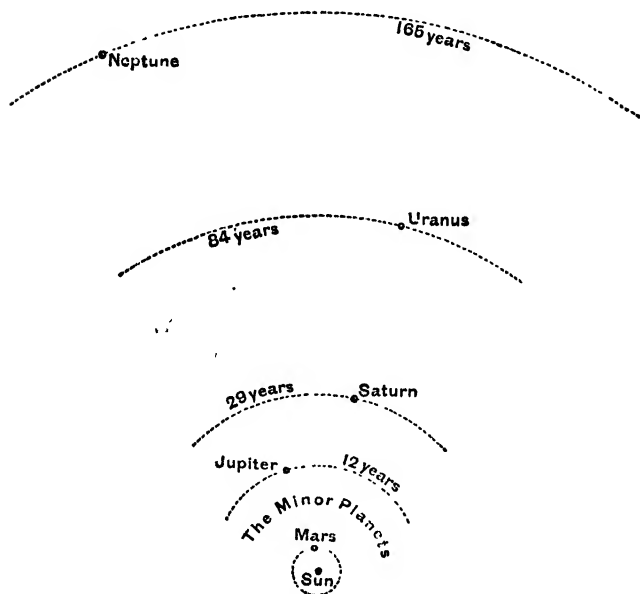 165 years
Neptune
Uranus
84 years
29 years
Saturn
Jupiter
12 years
The Minor Planets
Mars
Sun